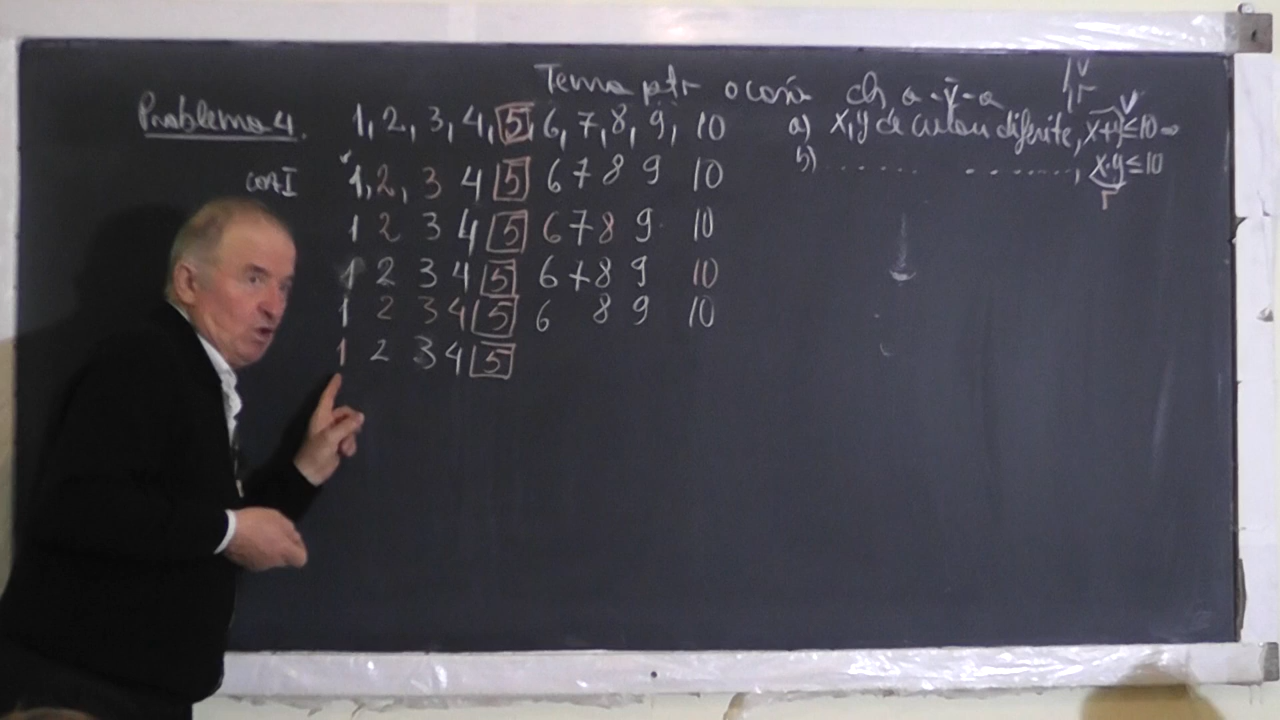 Tema ptr o casă cls a-V-a
V
r
Problema 4. 1, 2, 3, 4, 5, 6, 7, 8, 9, 10 a) x,y de culori diferite, x+y≤10 ⇒ V
cazI 1, 2, 3 4 5 6 7 8 9 10 b) ...... ......, x·y≤10
r
1 2 3 4 5 6 7 8 9 10
1 2 3 4 5 6 7 8 9 10
1 2 3 4 5 6 8 9 10
1 2 3 4 5